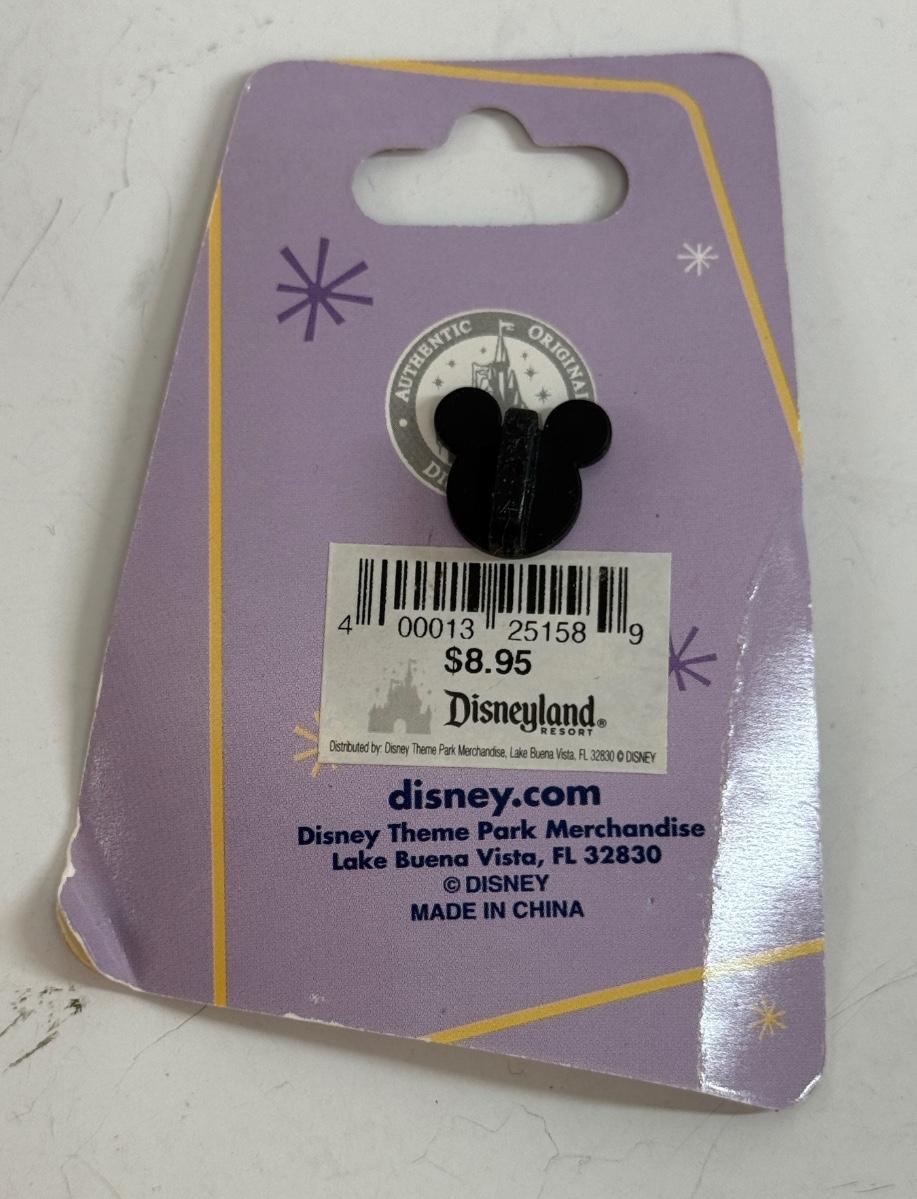 AUTHENTIC ORIGINAL
4 00013 25158 9
$8.95
Disneyland®
RESORT
Distributed by: Disney Theme Park Merchandise, Lake Buena Vista, FL 32830 © DISNEY
disney.com
Disney Theme Park Merchandise
Lake Buena Vista, FL 32830
© DISNEY
MADE IN CHINA